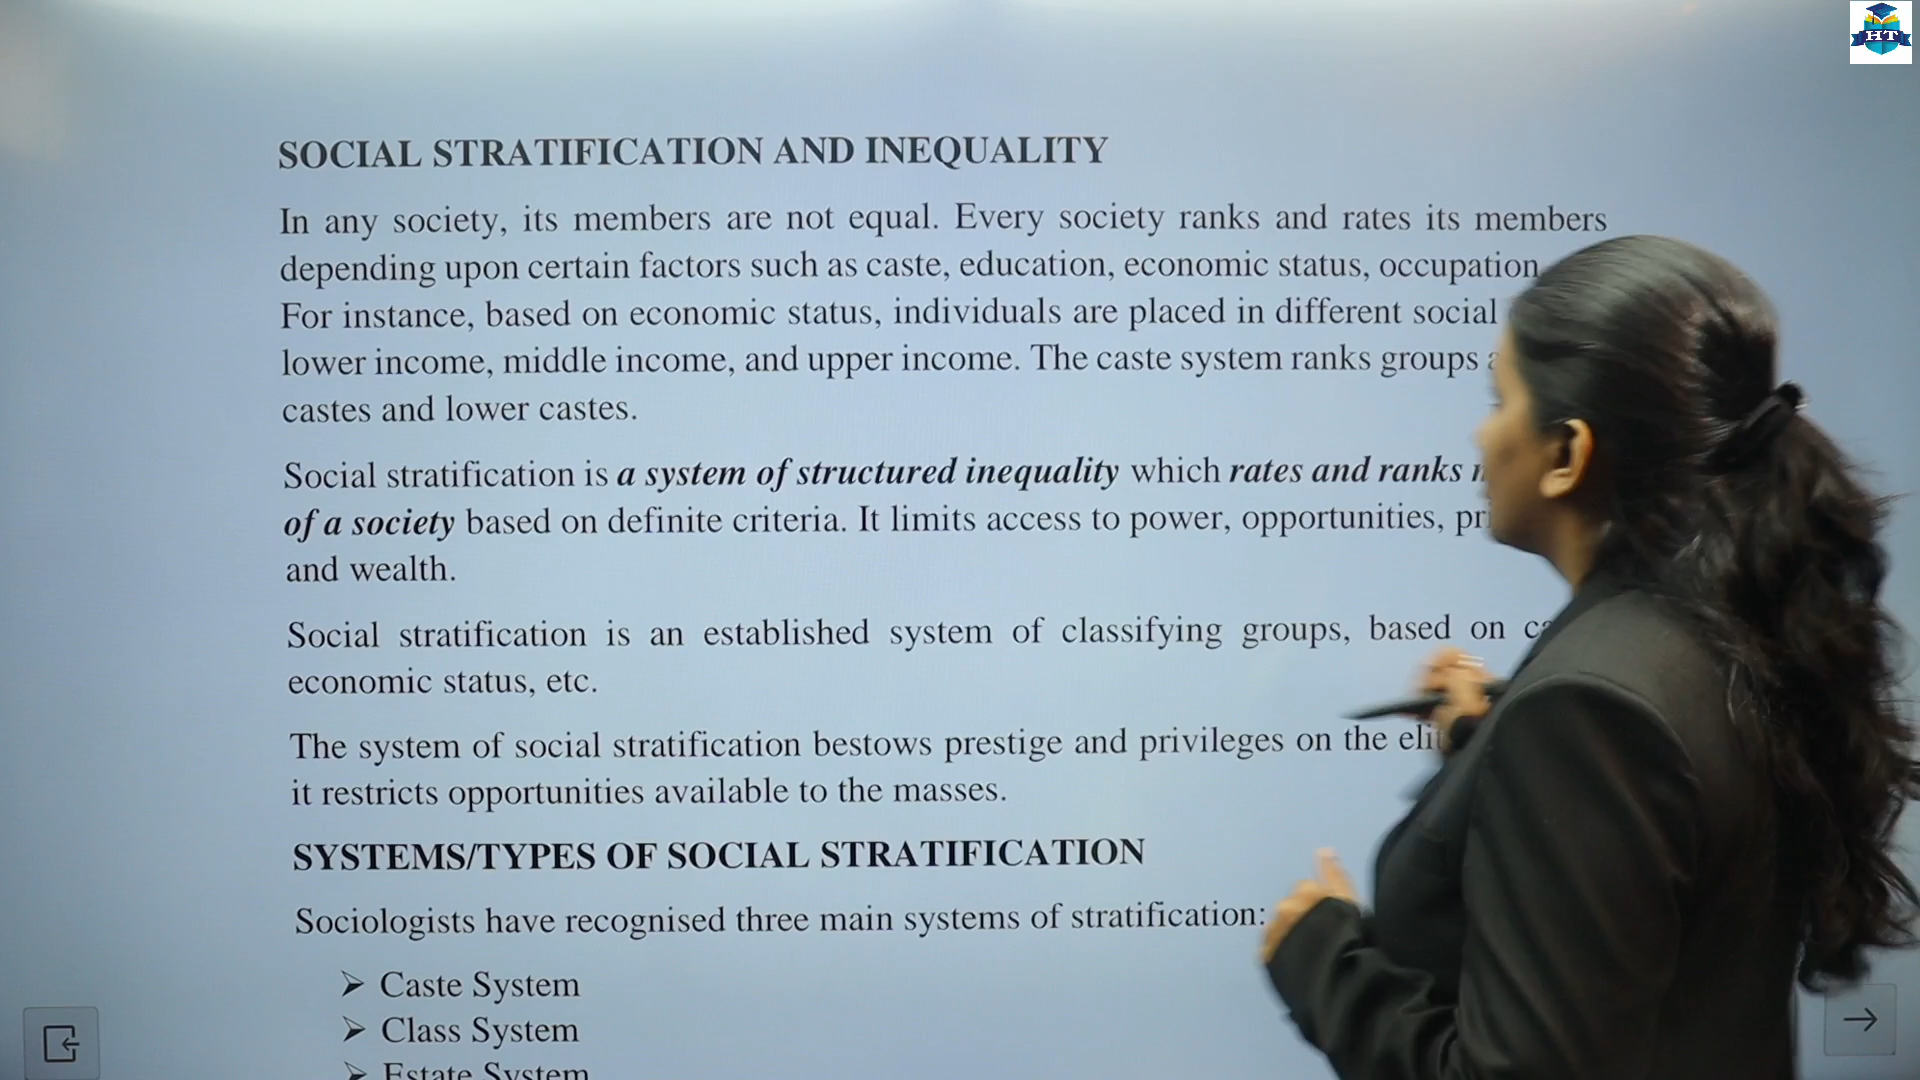 HT
SOCIAL STRATIFICATION AND INEQUALITY
In any society, its members are not equal. Every society ranks and rates its members
depending upon certain factors such as caste, education, economic status, occupation
For instance, based on economic status, individuals are placed in different social
lower income, middle income, and upper income. The caste system ranks groups
castes and lower castes.
Social stratification is a system of structured inequality which rates and ranks
of a society based on definite criteria. It limits access to power, opportunities,
and wealth.
Social stratification is an established system of classifying groups, based on
economic status, etc.
The system of social stratification bestows prestige and privileges on the
it restricts opportunities available to the masses.
SYSTEMS/TYPES OF SOCIAL STRATIFICATION
Sociologists have recognised three main systems of stratification:
➢ Caste System
➢ Class System
➢ Estate System